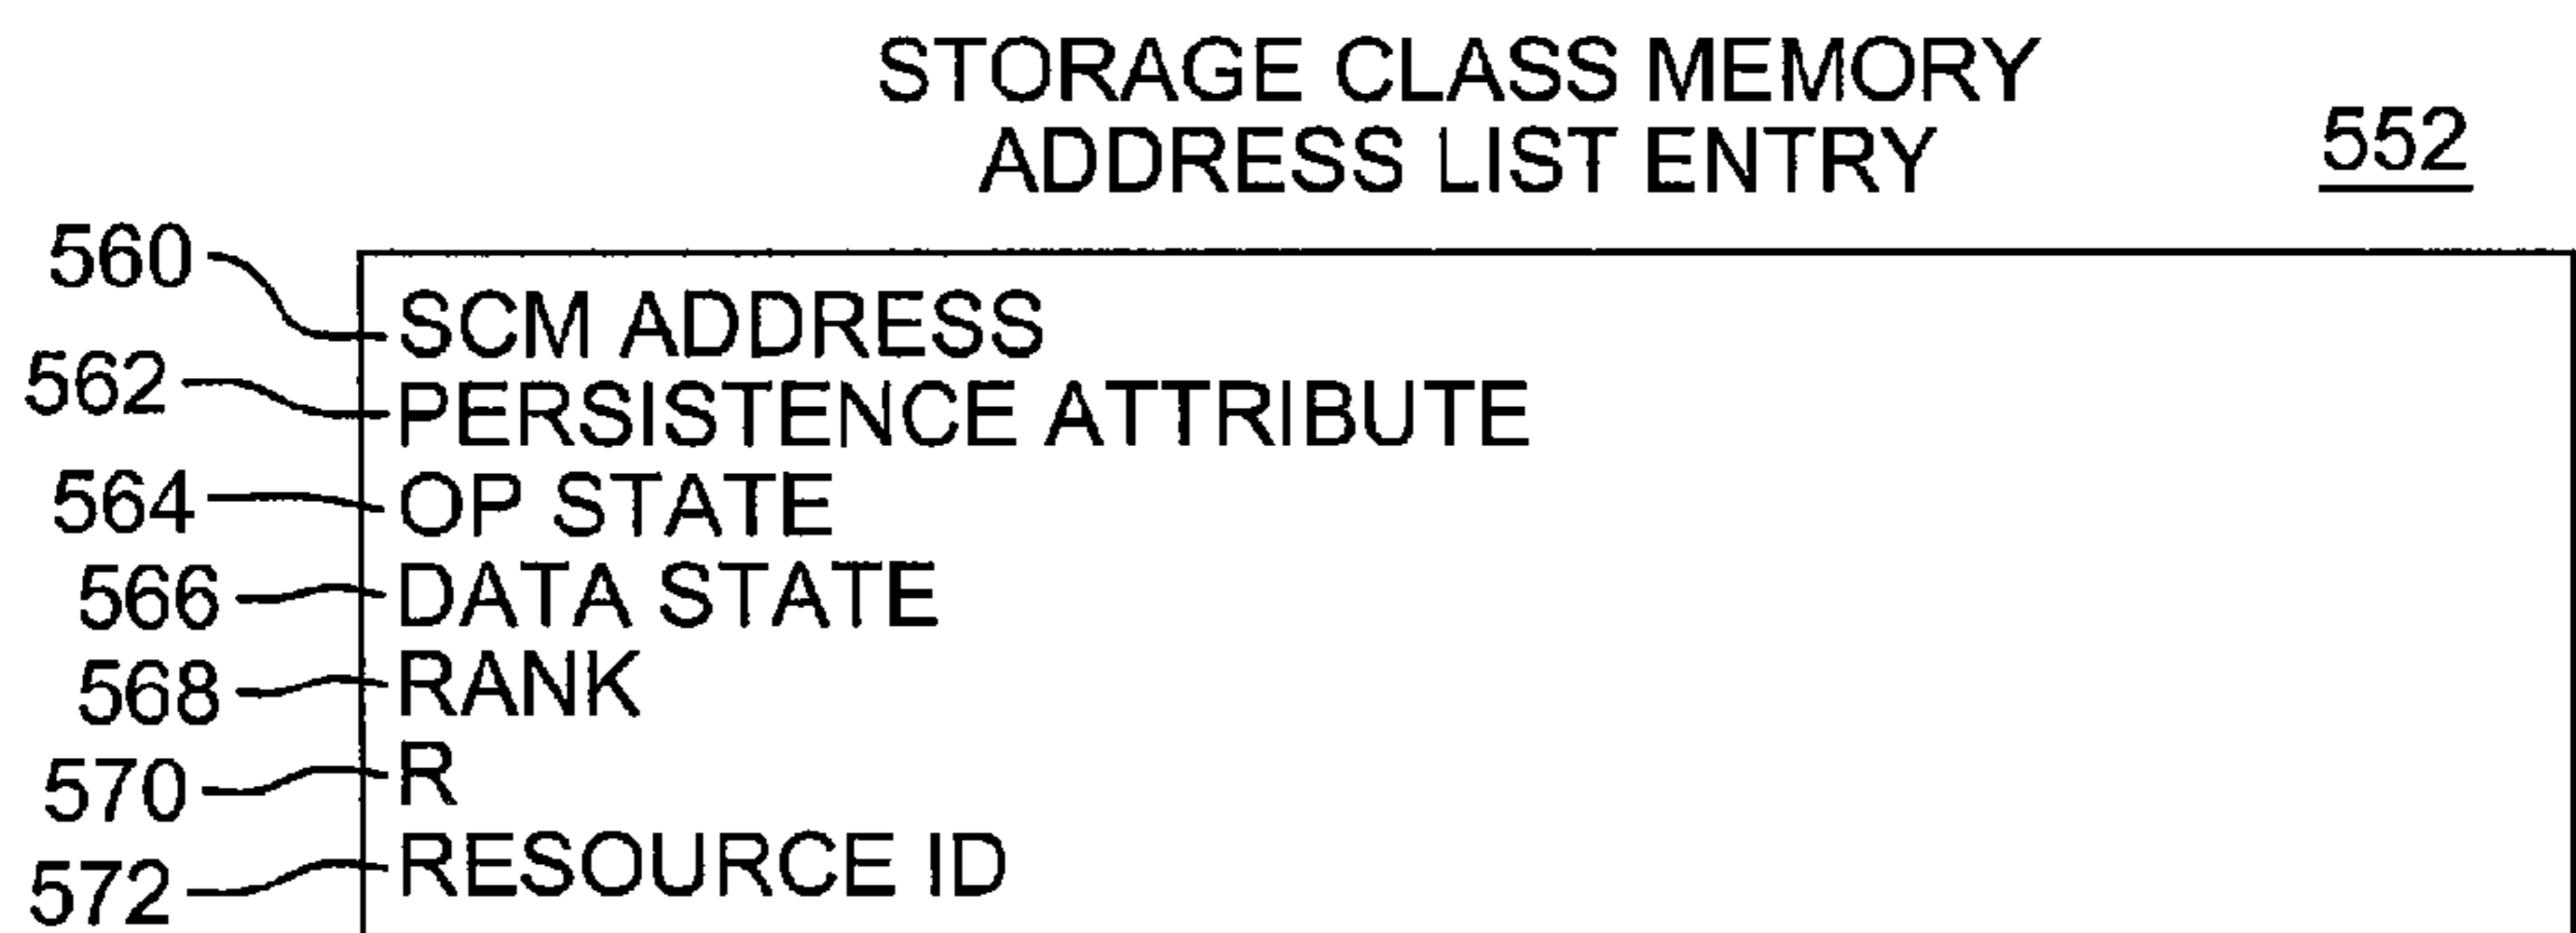 STORAGE CLASS MEMORY
ADDRESS LIST ENTRY 552
560 SCM ADDRESS
562 PERSISTENCE ATTRIBUTE
564 OP STATE
566 DATA STATE
568 RANK
570 R
572 RESOURCE ID